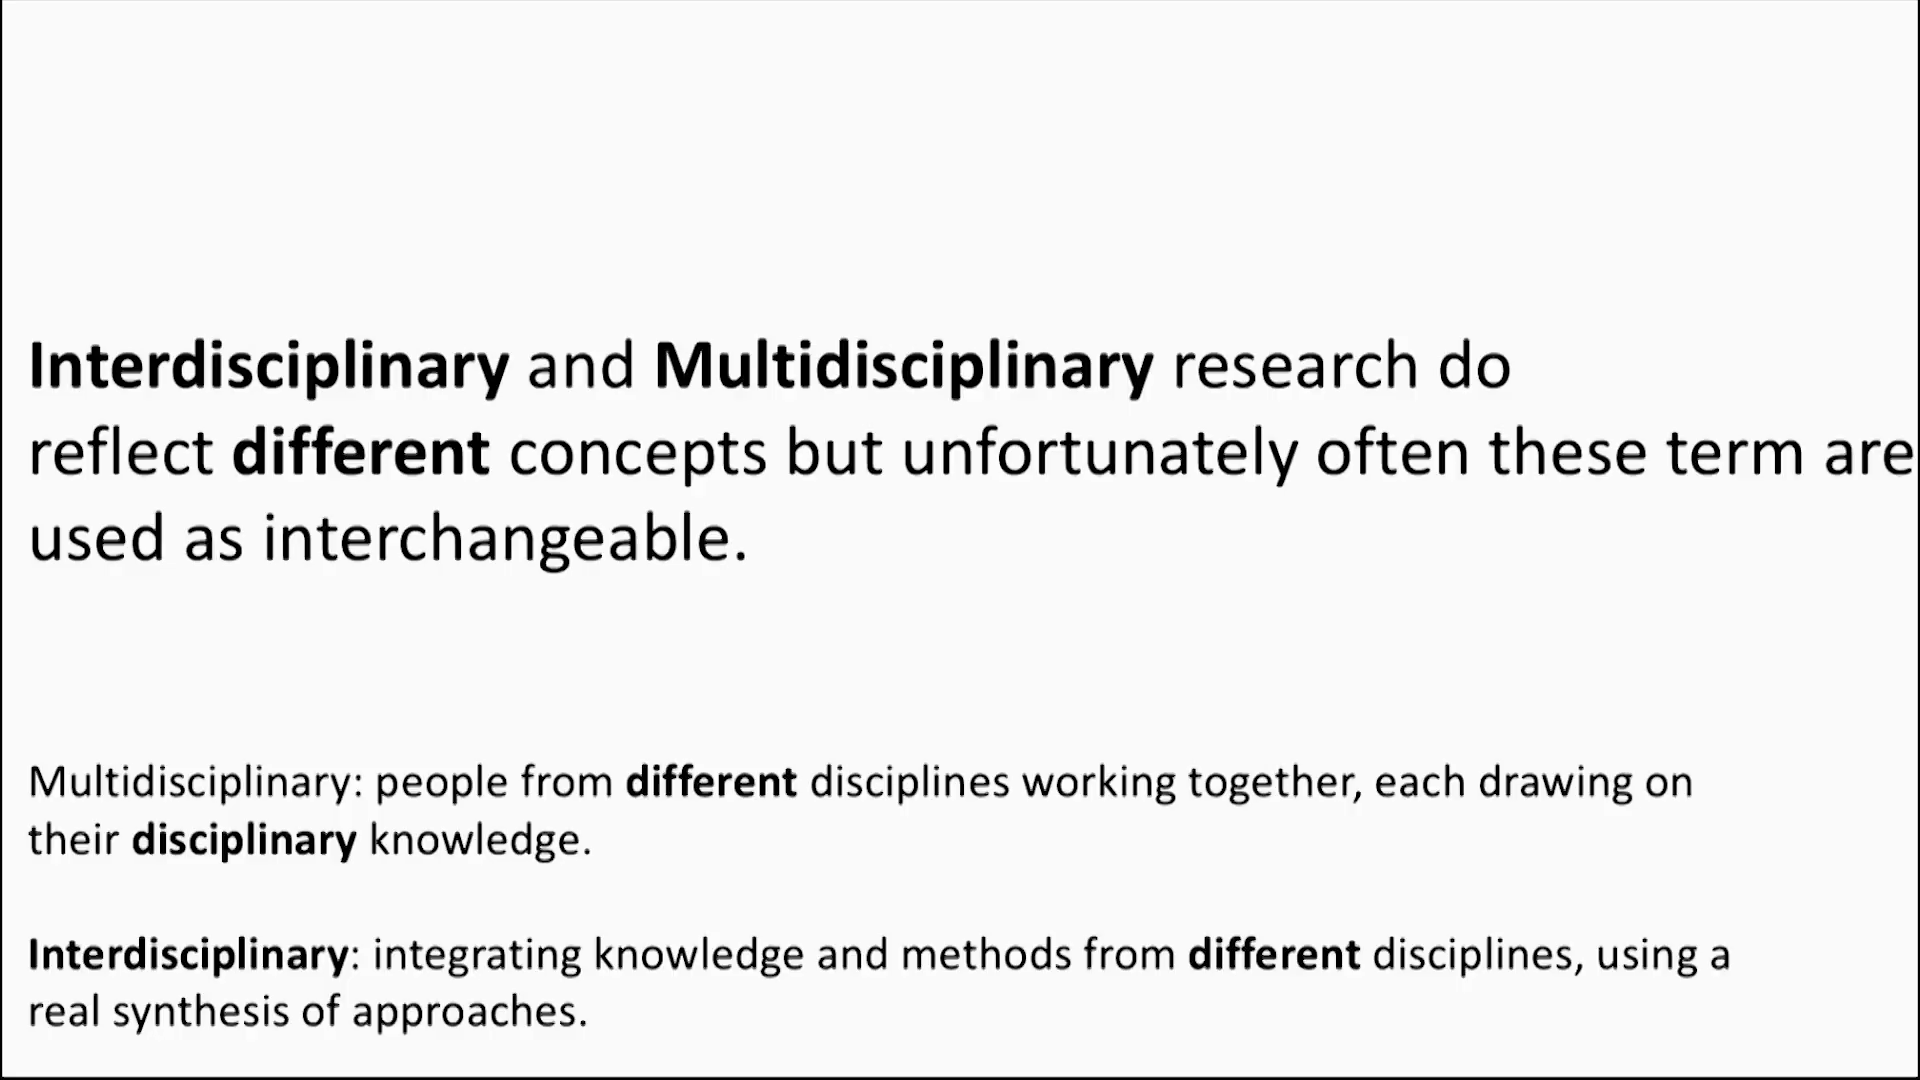 Interdisciplinary and Multidisciplinary research do
reflect different concepts but unfortunately often these term are
used as interchangeable.
Multidisciplinary: people from different disciplines working together, each drawing on
their disciplinary knowledge.
Interdisciplinary: integrating knowledge and methods from different disciplines, using a
real synthesis of approaches.